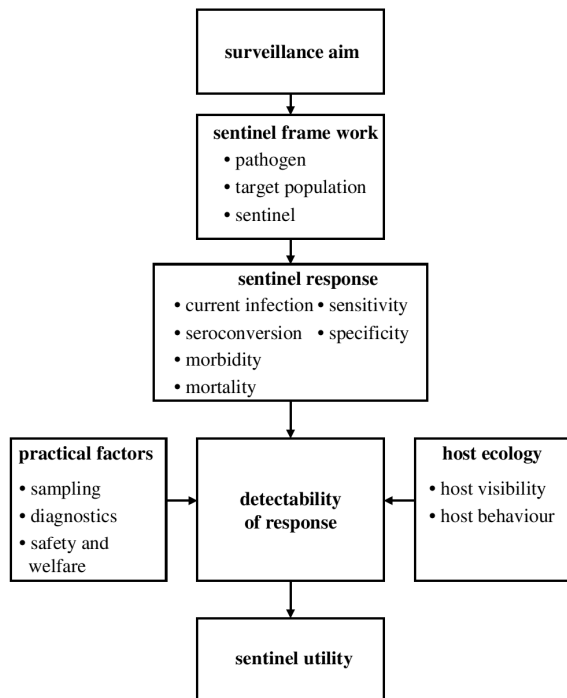 surveillance aim
sentinel frame work
• pathogen
• target population
• sentinel
sentinel response
• current infection • sensitivity
• seroconversion • specificity
• morbidity
• mortality
practical factors
• sampling
• diagnostics
• safety and
welfare
detectability
of response
host ecology
• host visibility
• host behaviour
sentinel utility